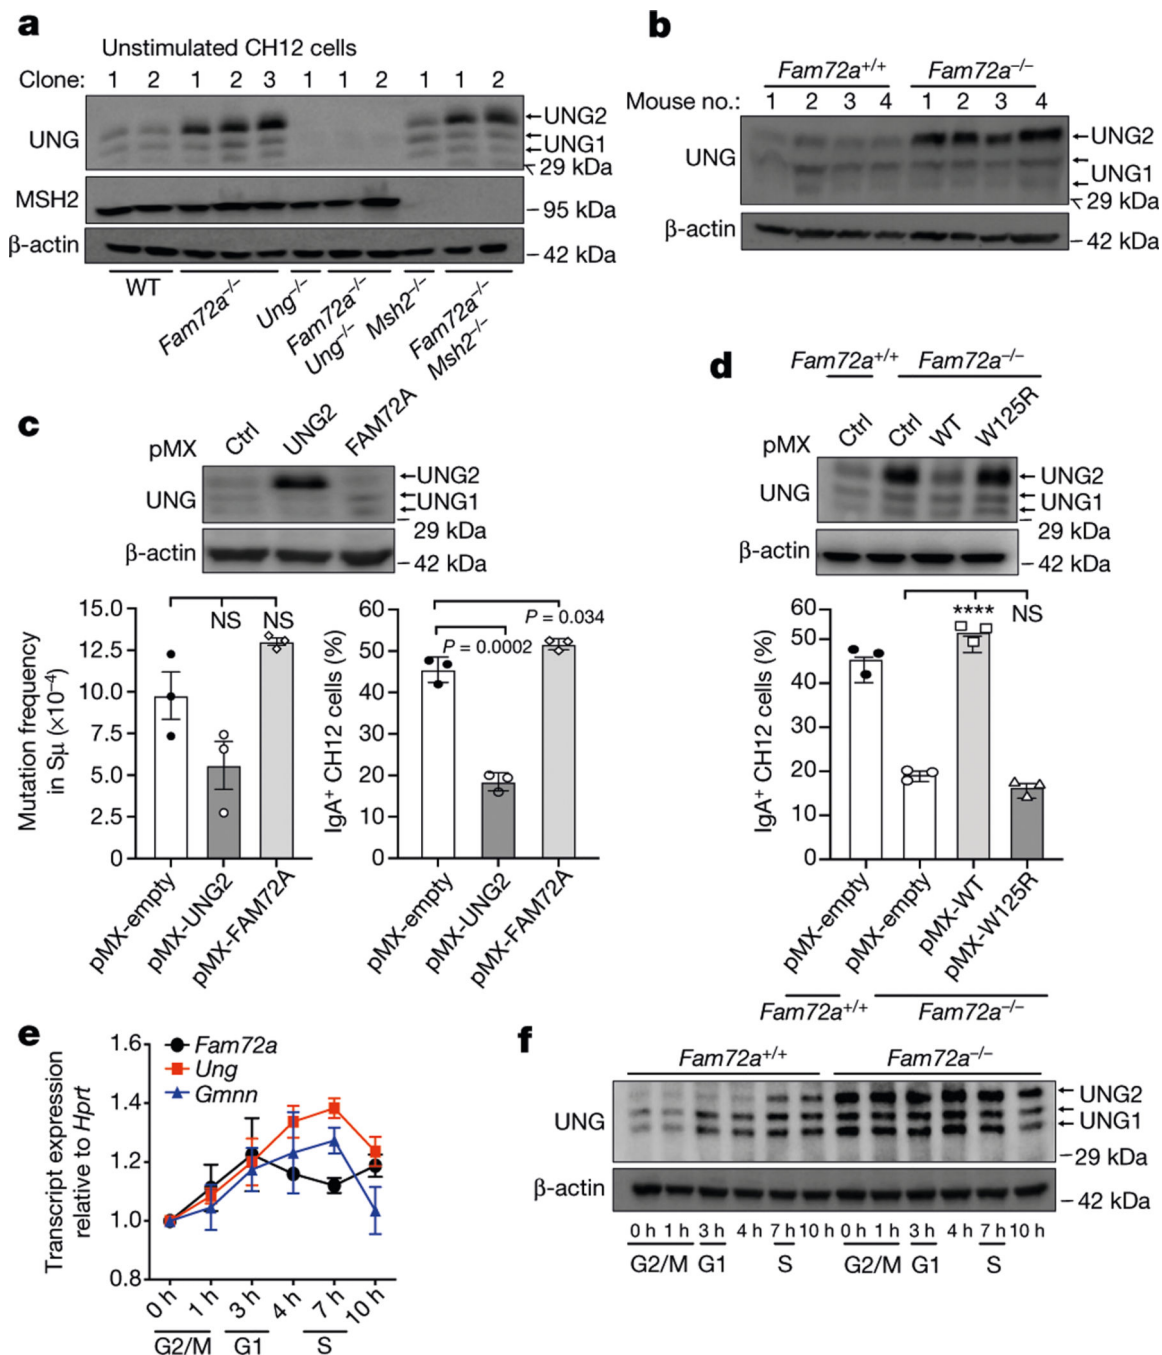 a
Unstimulated CH12 cells
Clone: 1 2 1 2 3 1 1 2 1 1 2
UNG
UNG2
UNG1
29 kDa
MSH2
95 kDa
β-actin
42 kDa
WT
Fam72a–/–
Ung–/–
Fam72a–/–
Ung–/–
Msh2–/–
Fam72a–/–
Msh2–/–
b
Fam72a+/+ Fam72a–/–
Mouse no.: 1 2 3 4 1 2 3 4
UNG
UNG2
UNG1
29 kDa
β-actin
42 kDa
c
pMX Ctrl UNG2 FAM72A
UNG
UNG2
UNG1
29 kDa
β-actin
42 kDa
Mutation frequency
in Sμ (×10–4)
15.0
12.5
10.0
7.5
5.0
2.5
0
NS NS
pMX-empty
pMX-UNG2
pMX-FAM72A
IgA+ CH12 cells (%)
60
50
40
30
20
10
0
P = 0.034
P = 0.0002
pMX-empty
pMX-UNG2
pMX-FAM72A
d
Fam72a+/+ Fam72a–/–
pMX Ctrl Ctrl WT W125R
UNG
UNG2
UNG1
29 kDa
β-actin
42 kDa
IgA+ CH12 cells (%)
60
50
40
30
20
10
0
**** NS
pMX-empty
pMX-empty
pMX-WT
pMX-W125R
Fam72a+/+ Fam72a–/–
e
Transcript expression
relative to Hprt
1.6
1.4
1.2
1.0
0.8
Fam72a
Ung
Gmnn
0 h 1 h 3 h 4 h 7 h 10 h
G2/M G1 S
f
Fam72a+/+ Fam72a–/–
UNG
UNG2
UNG1
29 kDa
β-actin
42 kDa
0 h 1 h 3 h 4 h 7 h 10 h 0 h 1 h 3 h 4 h 7 h 10 h
G2/M G1 S G2/M G1 S